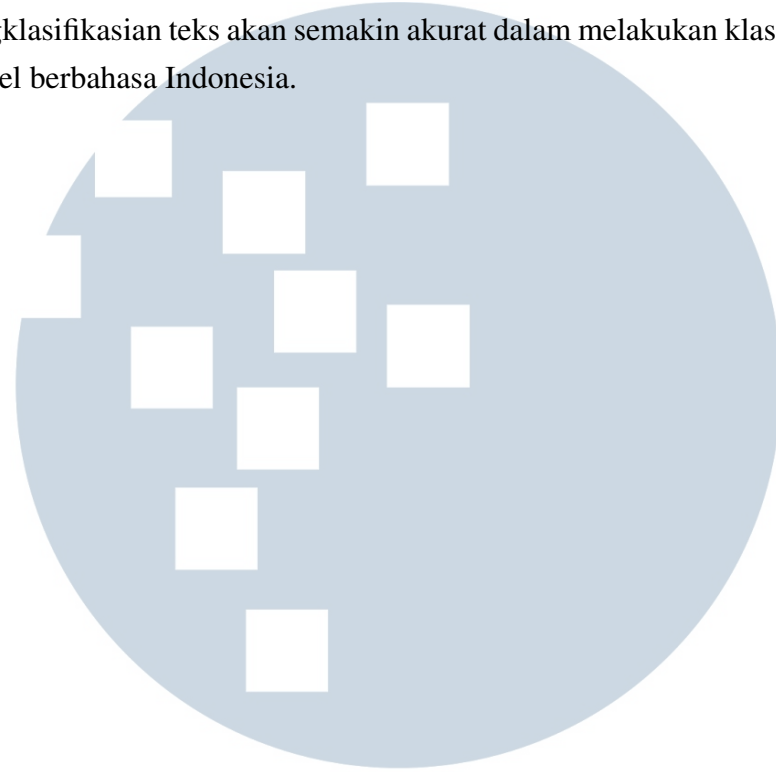 gklasifikasian teks akan semakin akurat dalam melakukan klas
el berbahasa Indonesia.